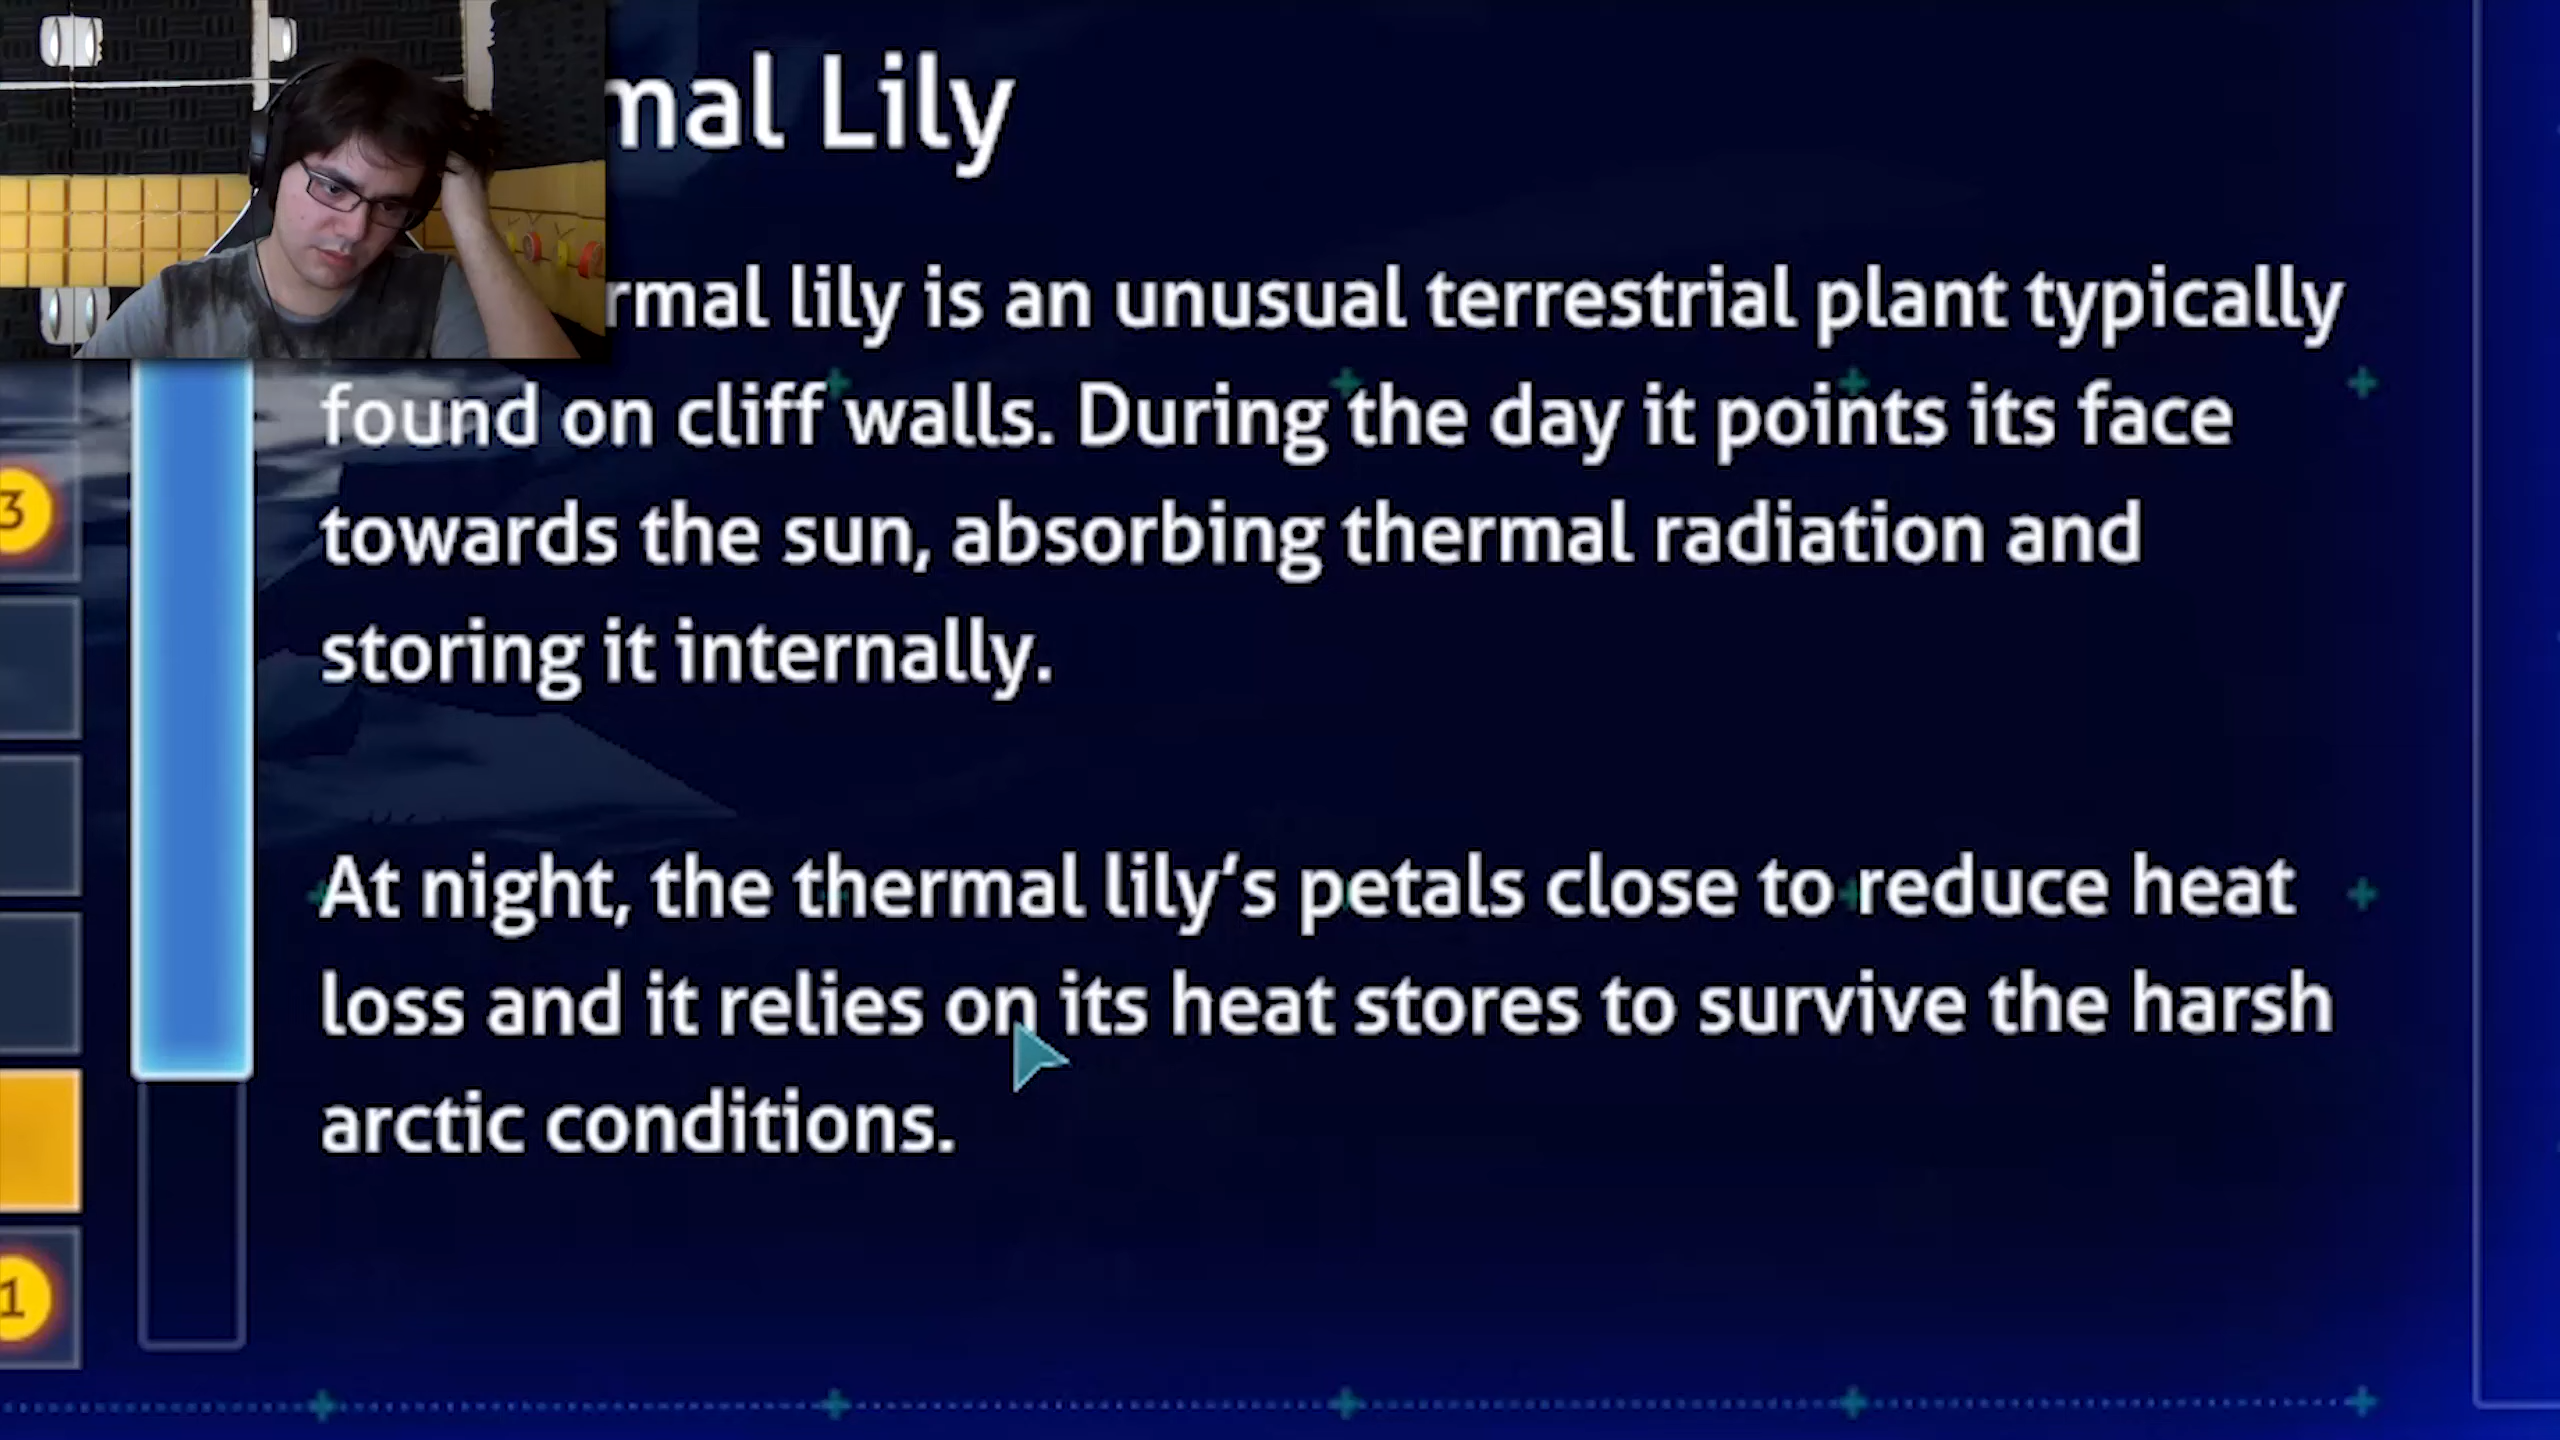 mal Lily
rmal lily is an unusual terrestrial plant typically
found on cliff walls. During the day it points its face
towards the sun, absorbing thermal radiation and
storing it internally.
At night, the thermal lily's petals close to reduce heat
loss and it relies on its heat stores to survive the harsh
arctic conditions.
3
1